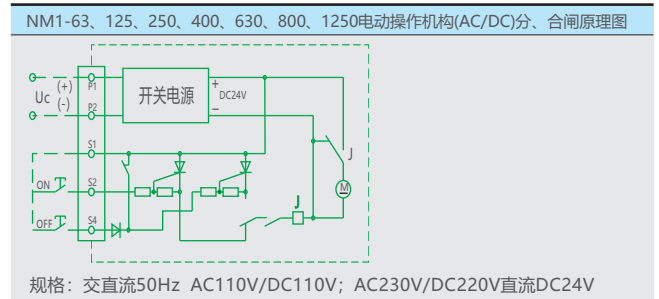 NM1-63、125、250、400、630、800、1250电动操作机构(AC/DC)分、合闸原理图
Uc
(+)
(-)
P1
P2
开关电源
+
DC24V
−
S1
ON
S2
OFF
S4
J
J
M
规格：交直流50Hz AC110V/DC110V；AC230V/DC220V直流DC24V